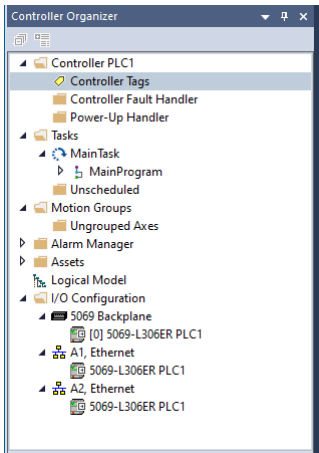 Controller Organizer
Controller PLC1
Controller Tags
Controller Fault Handler
Power-Up Handler
Tasks
MainTask
MainProgram
Unscheduled
Motion Groups
Ungrouped Axes
Alarm Manager
Assets
Logical Model
I/O Configuration
5069 Backplane
[0] 5069-L306ER PLC1
A1, Ethernet
5069-L306ER PLC1
A2, Ethernet
5069-L306ER PLC1